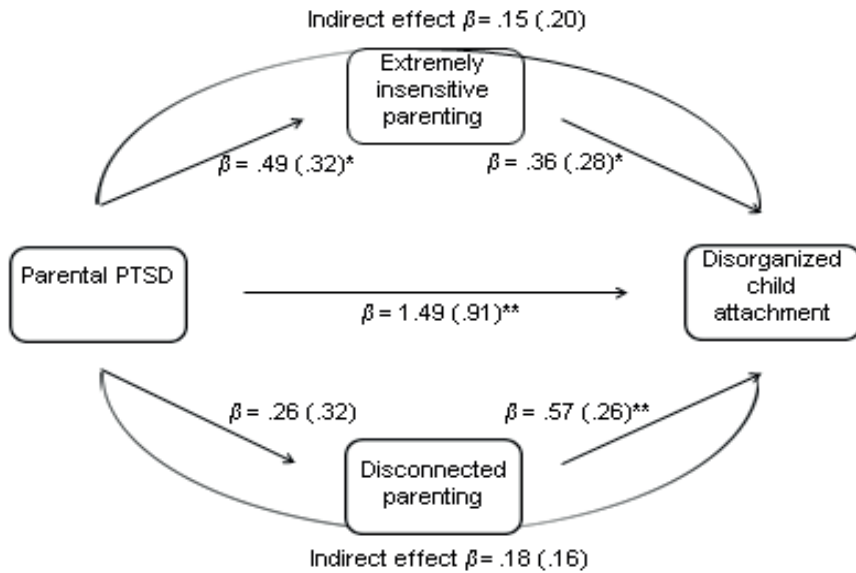 Indirect effect β = .15 (.20)
Extremely
insensitive
parenting
β = .49 (.32)*
β = .36 (.28)*
Parental PTSD
Disorganized
child
attachment
β = 1.49 (.91)**
β = .26 (.32)
β = .57 (.26)**
Disconnected
parenting
Indirect effect β = .18 (.16)